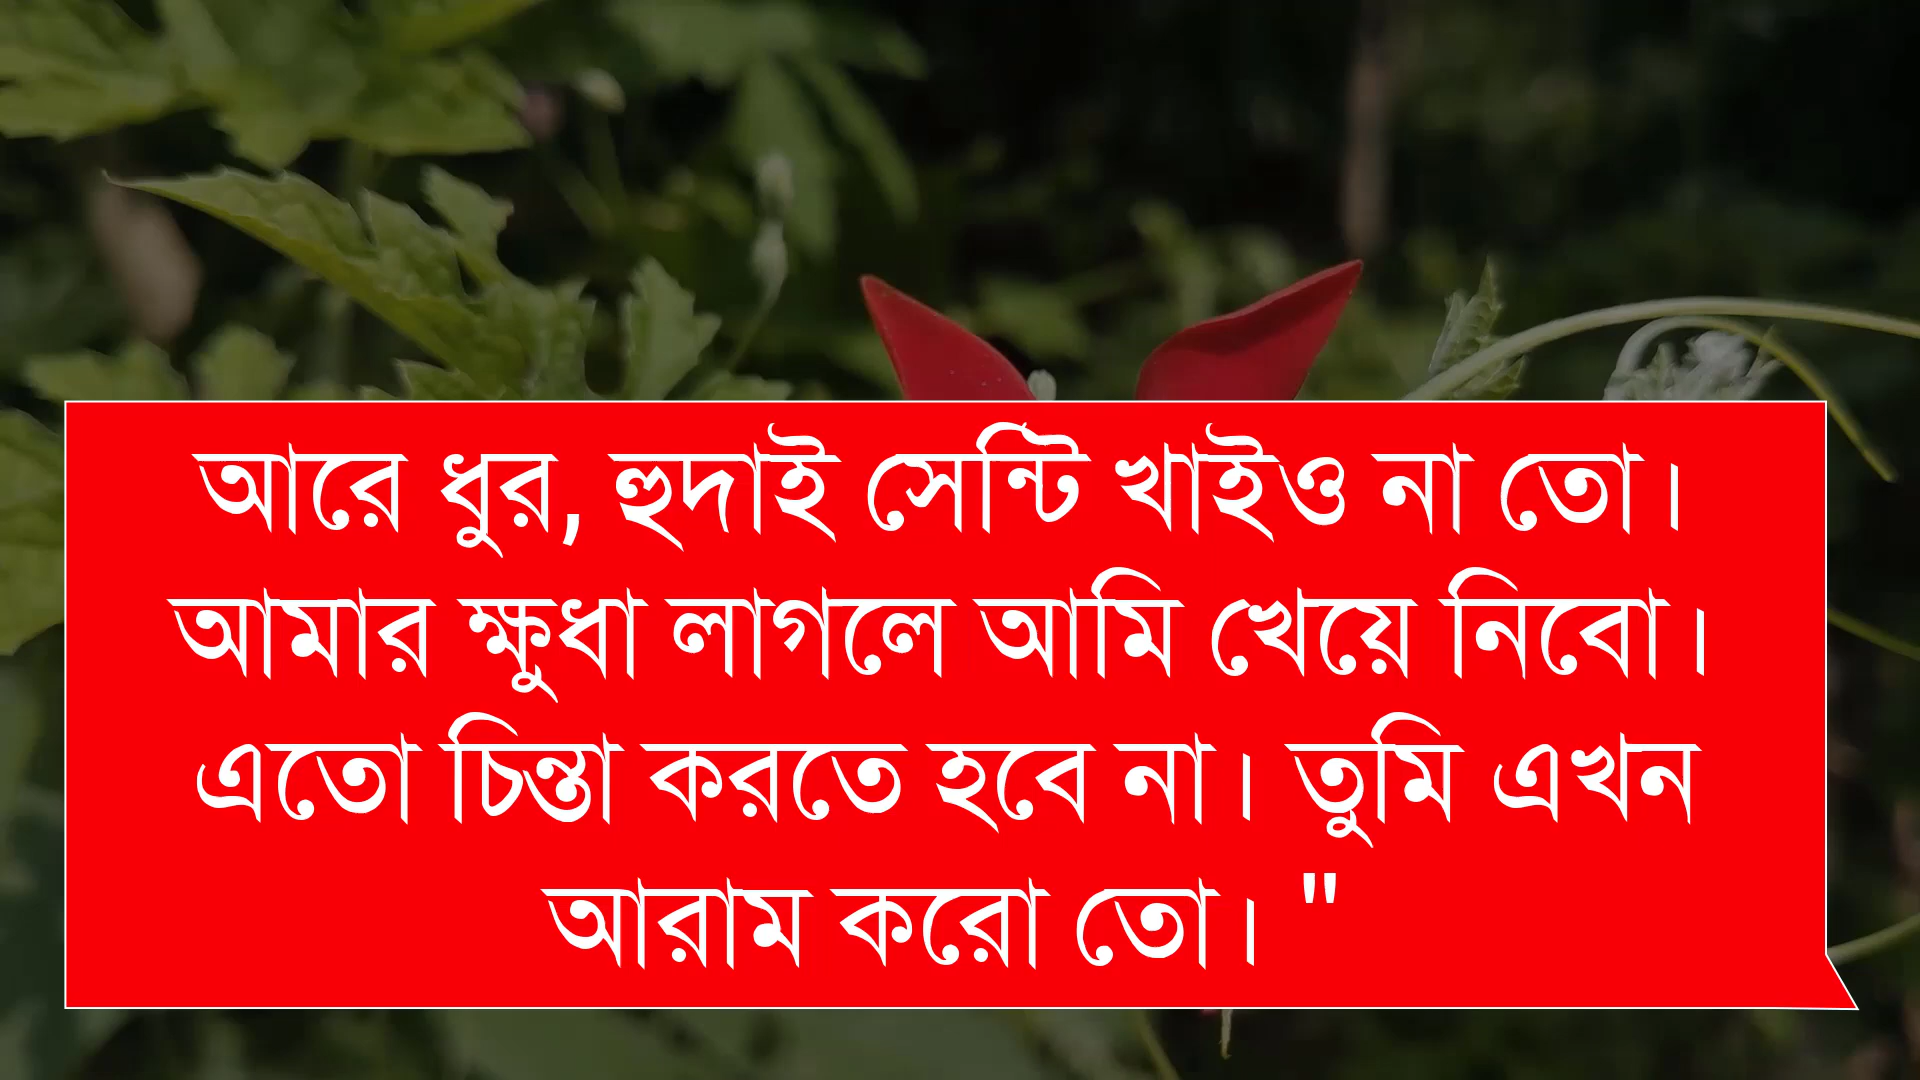 আরে ধুর, হুদাই সেন্টি খাইও না তো।
আমার ক্ষুধা লাগলে আমি খেয়ে নিবো।
এতো চিন্তা করতে হবে না। তুমি এখন
আরাম করো তো। "